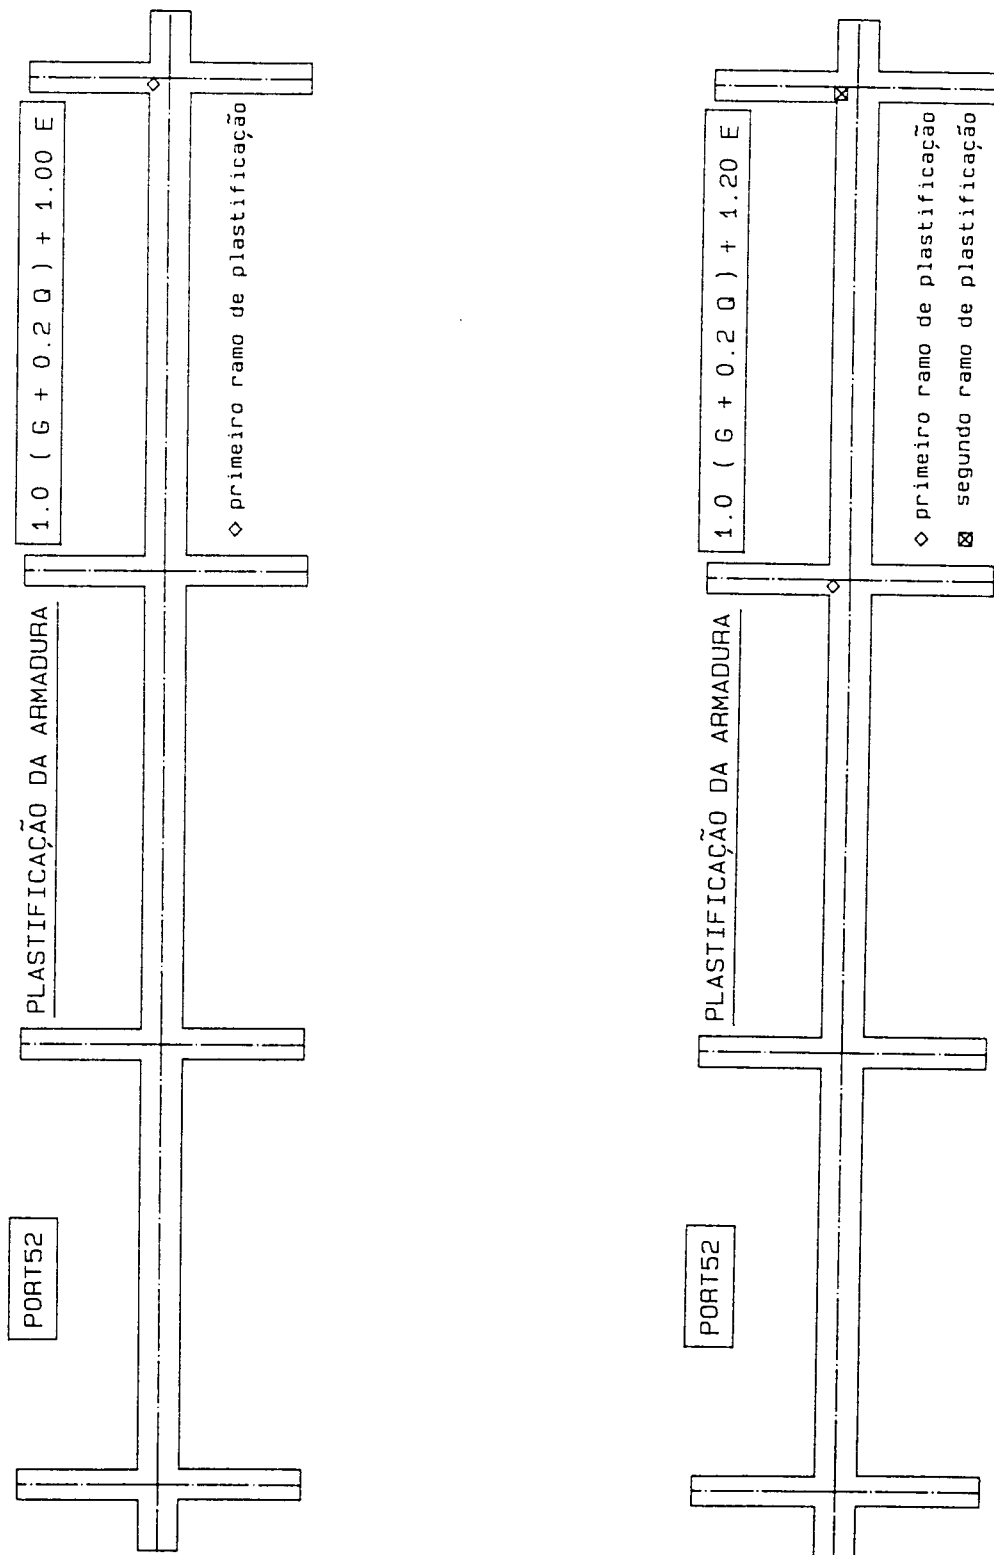 PORT52
PLASTIFICAÇÃO DA ARMADURA
1.0 ( G + 0.2 Q ) + 1.00 E
◇ primeiro ramo de plastificação
PORT52
PLASTIFICAÇÃO DA ARMADURA
1.0 ( G + 0.2 Q ) + 1.20 E
◇ primeiro ramo de plastificação
⊠ segundo ramo de plastificação